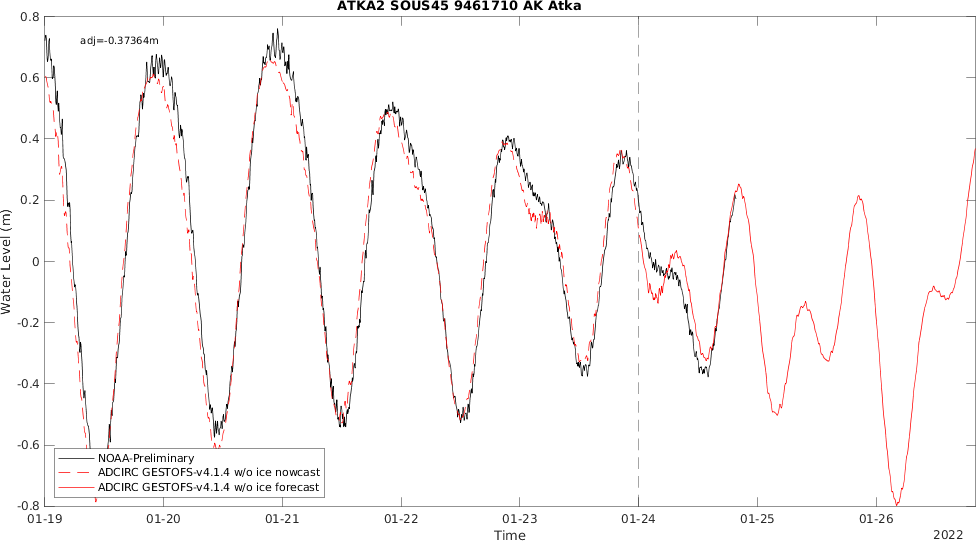 ATKA2 SOUS45 9461710 AK Atka
adj=-0.37364m
0.8
0.6
0.4
0.2
0
-0.2
-0.4
-0.6
-0.8
Water Level (m)
NOAA-Preliminary
ADCIRC GESTOFS-v4.1.4 w/o ice nowcast
ADCIRC GESTOFS-v4.1.4 w/o ice forecast
01-19 01-20 01-21 01-22 01-23 01-24 01-25 01-26
Time
2022